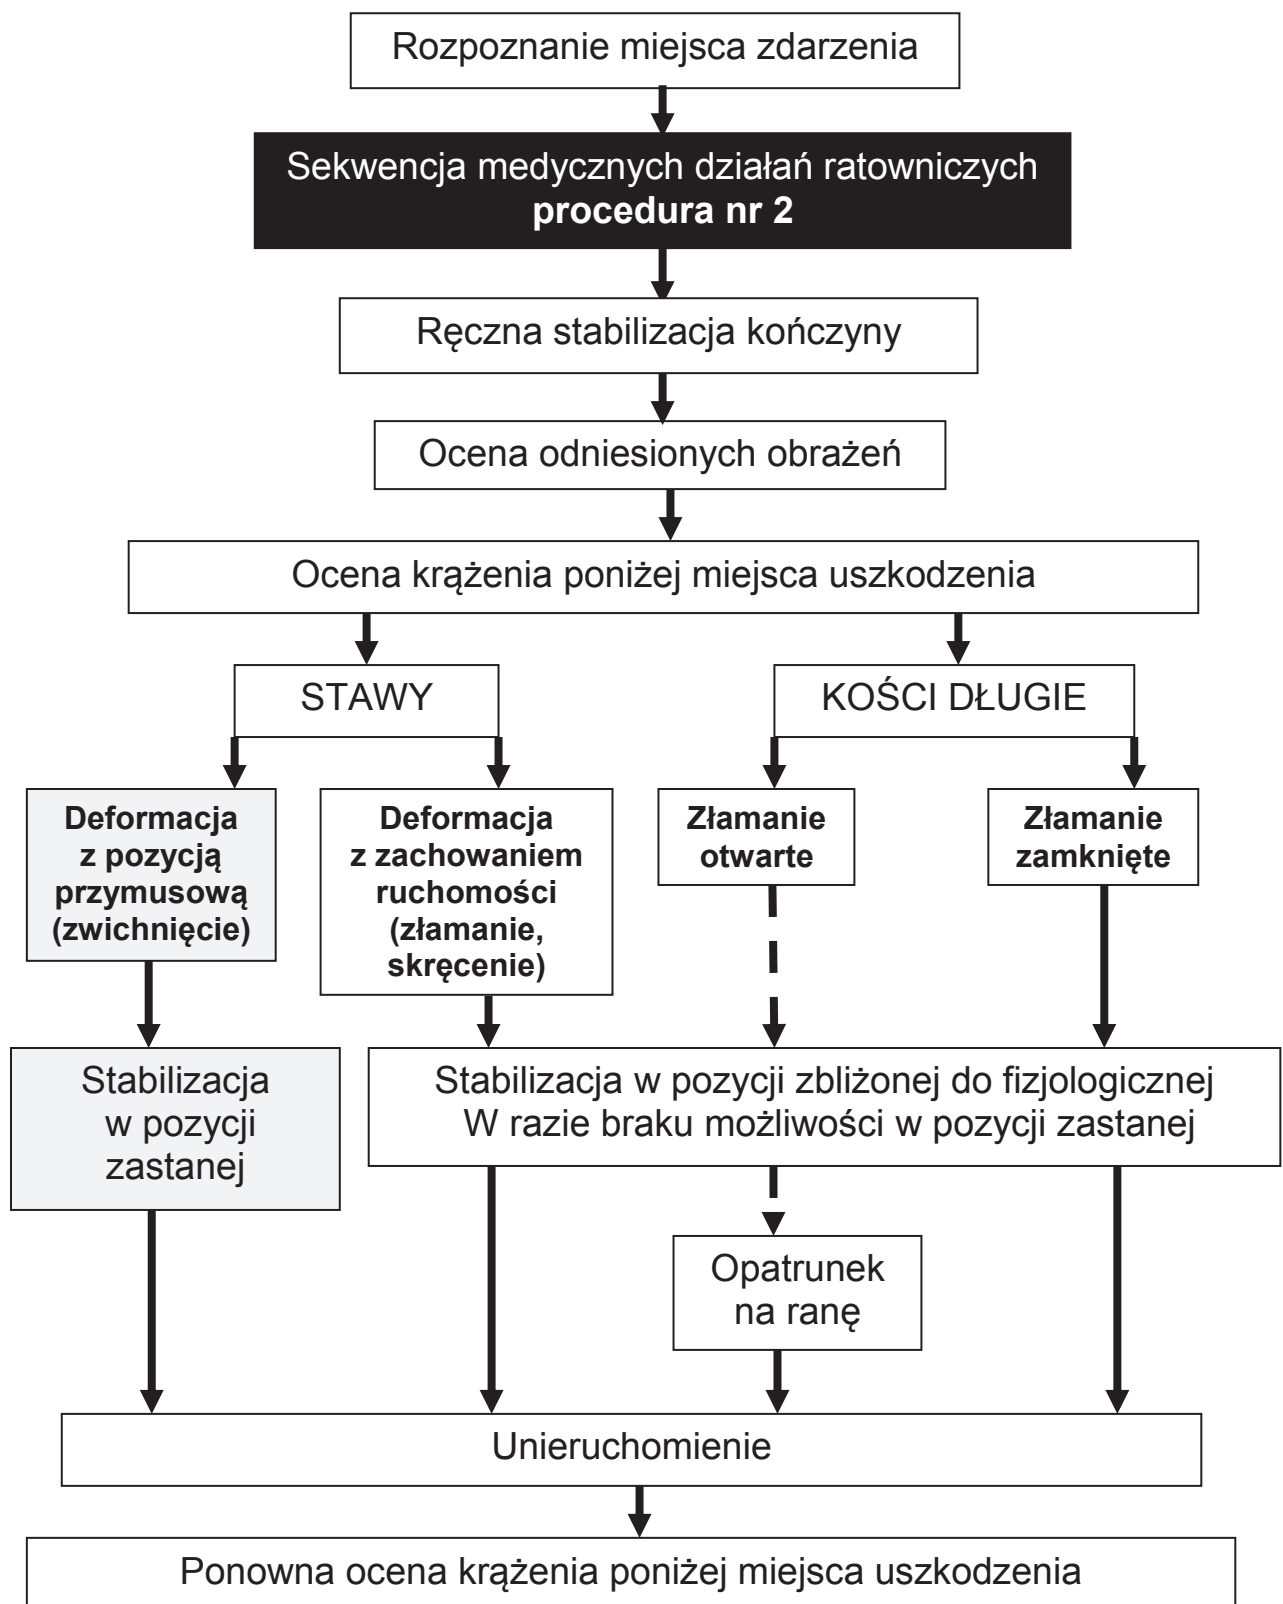 Rozpoznanie miejsca zdarzenia
Sekwencja medycznych działań ratowniczych
procedura nr 2
Ręczna stabilizacja kończyny
Ocena odniesionych obrażeń
Ocena krążenia poniżej miejsca uszkodzenia
STAWY
KOŚCI DŁUGIE
Deformacja
z pozycją
przymusową
(zwichnięcie)
Deformacja
z zachowaniem
ruchomości
(złamanie,
skręcenie)
Złamanie
otwarte
Złamanie
zamknięte
Stabilizacja
w pozycji
zastanej
Stabilizacja w pozycji zbliżonej do fizjologicznej
W razie braku możliwości w pozycji zastanej
Opatrunek
na ranę
Unieruchomienie
Ponowna ocena krążenia poniżej miejsca uszkodzenia